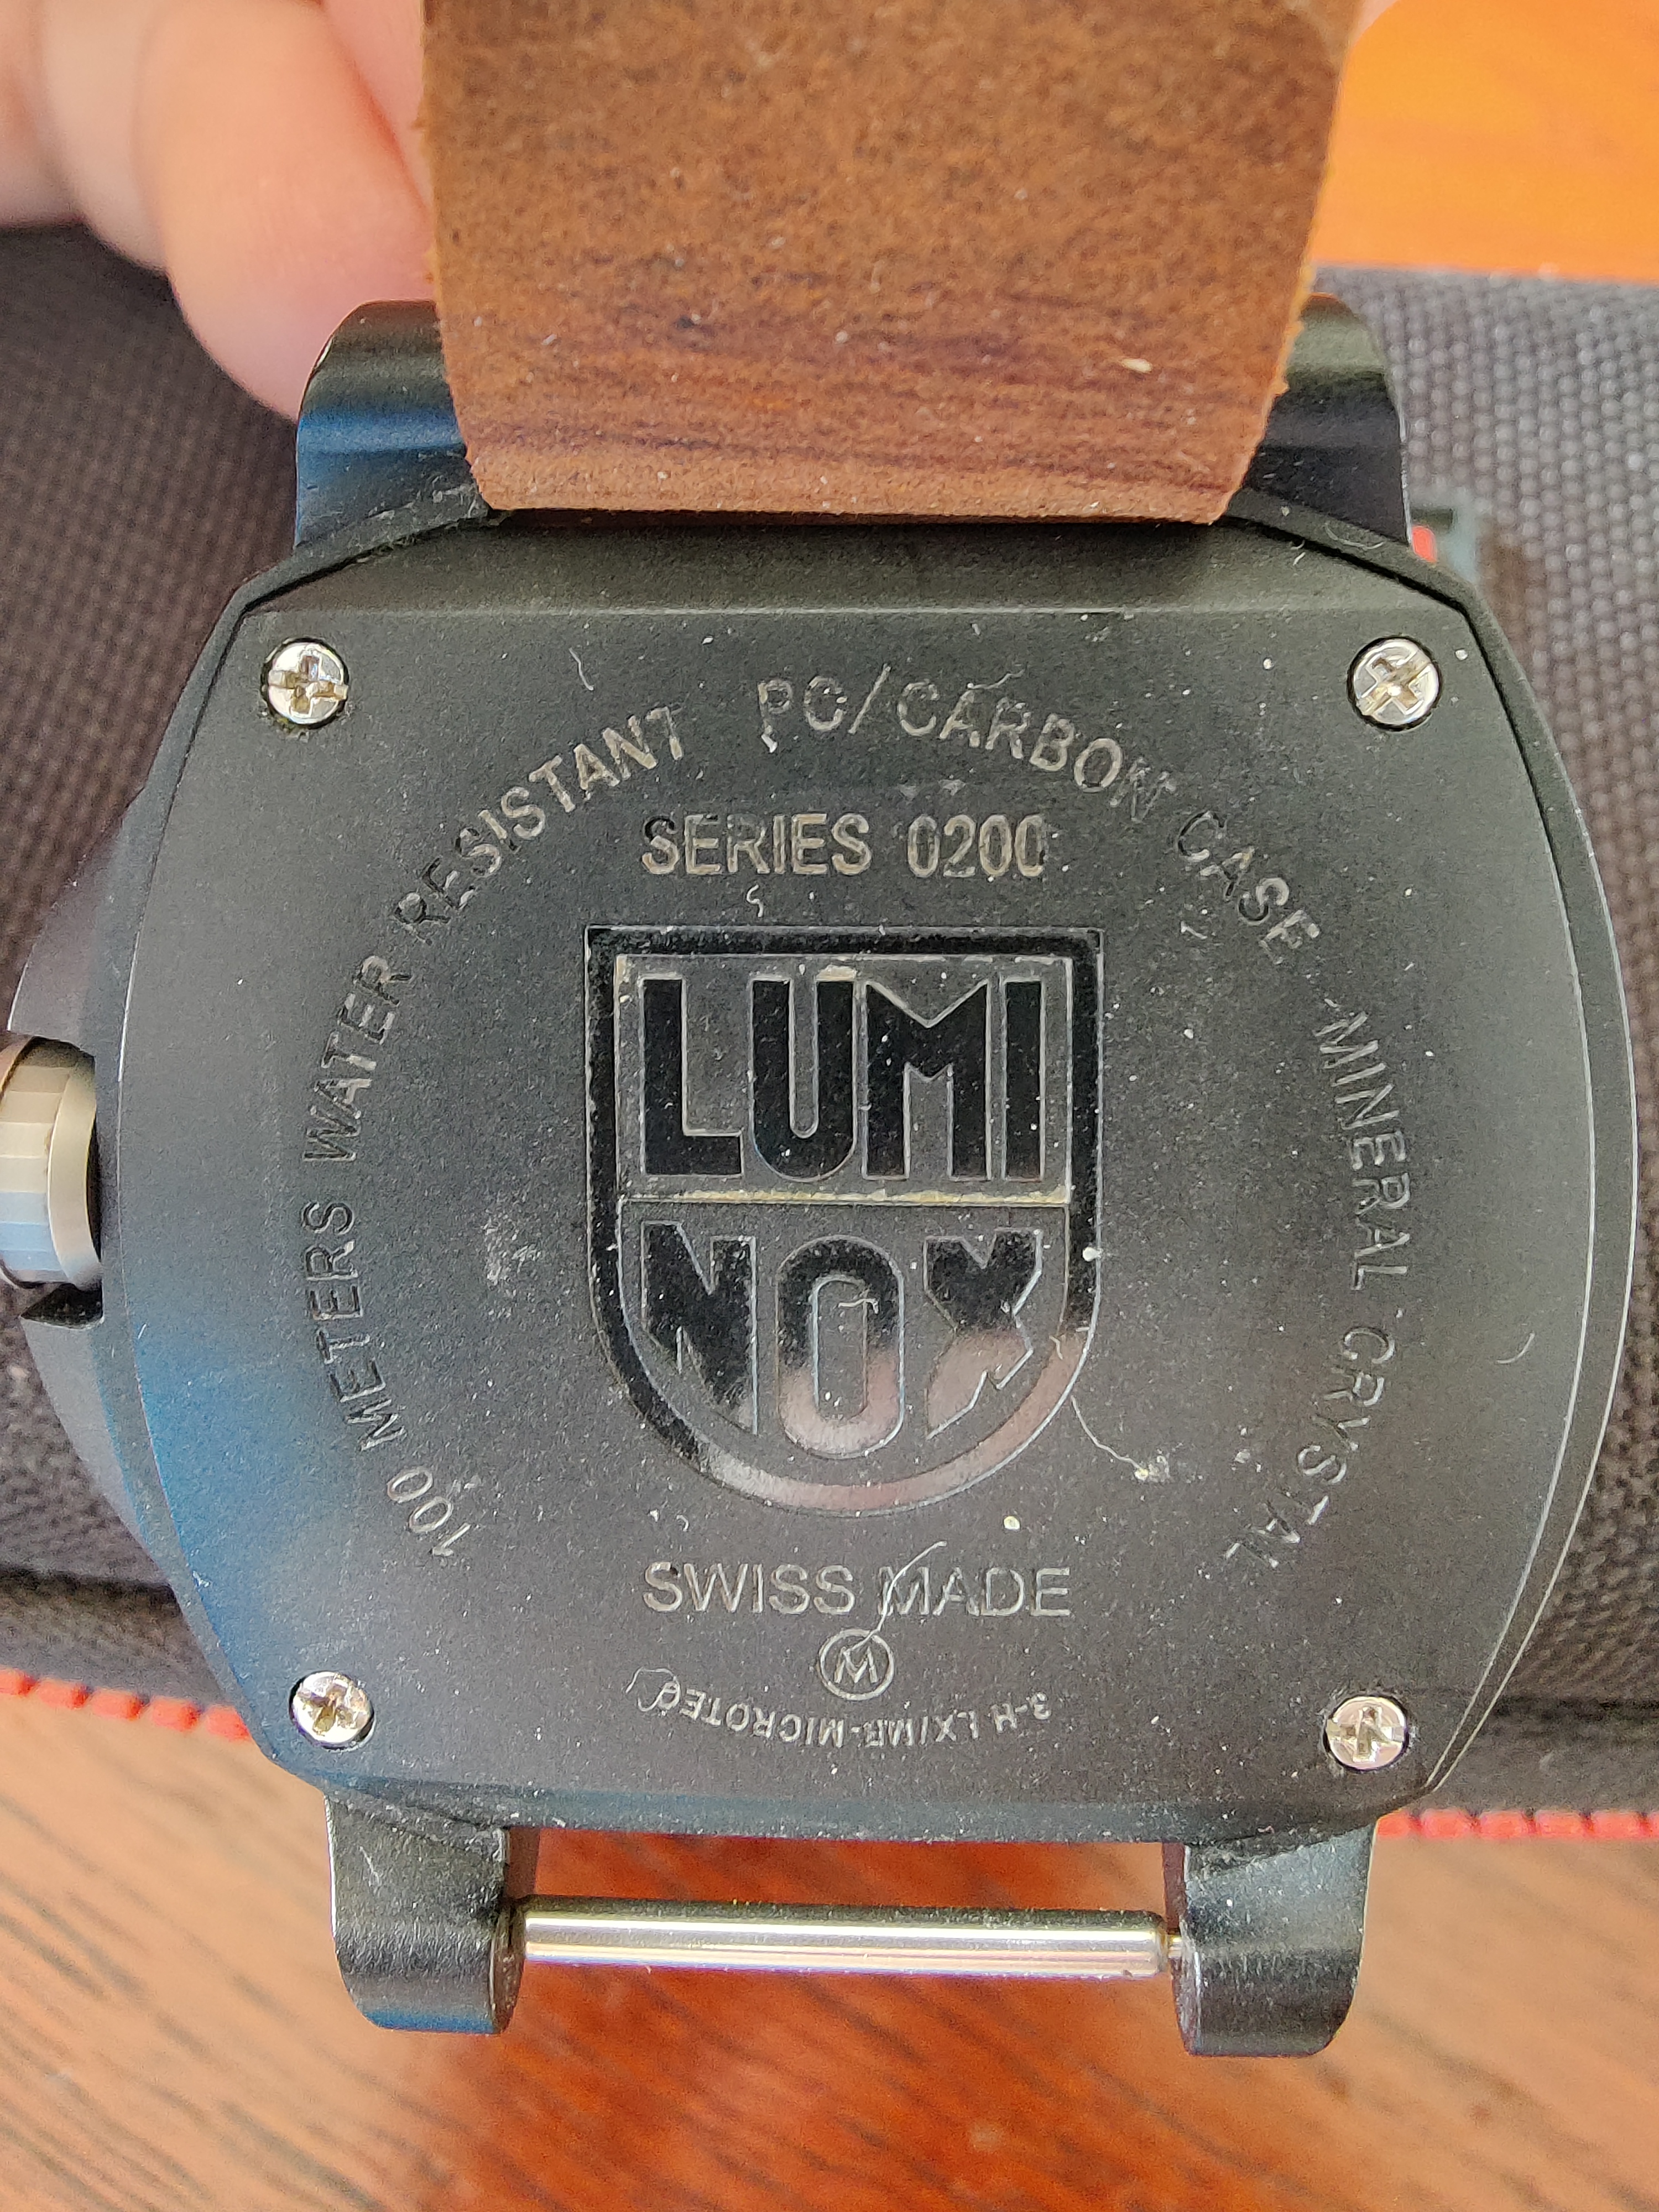 100 METERS WATER RESISTANT PC/CARBON CASE MINERAL CRYSTAL
SERIES 0200
LUMI
NOX
SWISS MADE
M
3-H LX/MB-MICROTEC